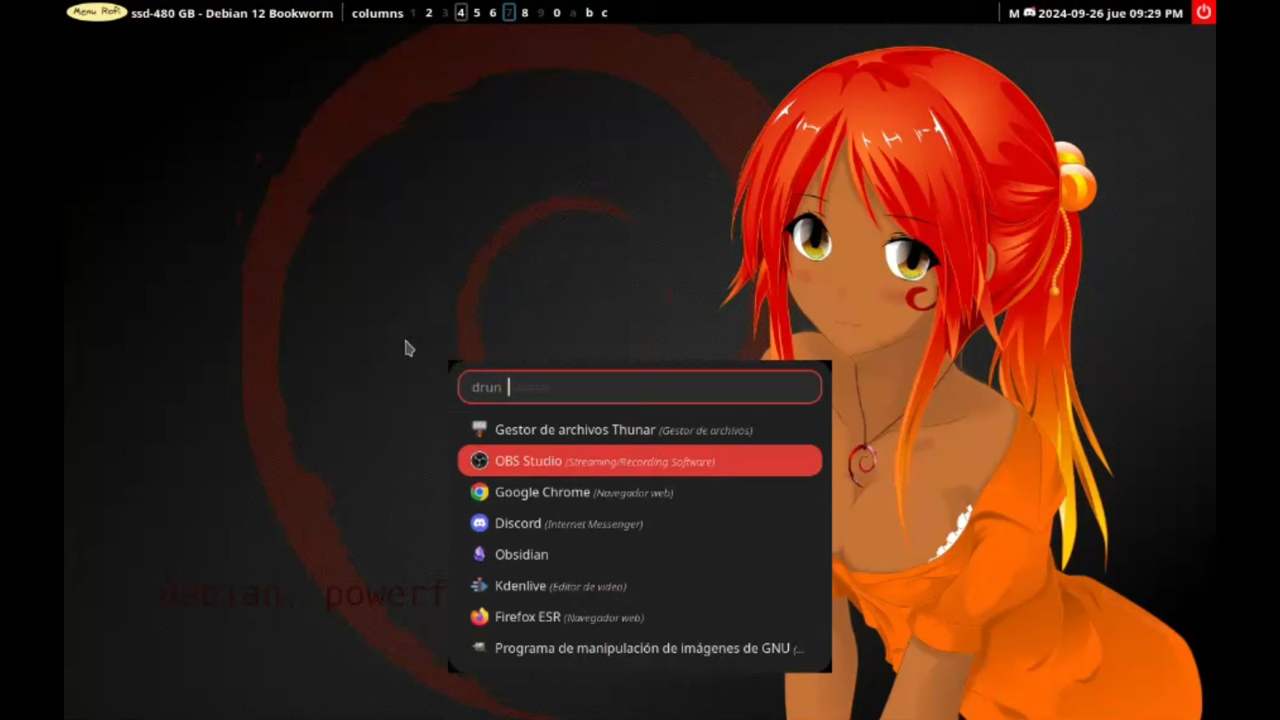 Menu Rofi ssd-480 GB - Debian 12 Bookworm columns 1 2 3 4 5 6 7 8 9 0 a b c M 2024-09-26 jue 09:29 PM
drun
Gestor de archivos Thunar (Gestor de archivos)
OBS Studio (Streaming/Recording Software)
Google Chrome (Navegador web)
Discord (Internet Messenger)
Obsidian
Kdenlive (Editor de video)
debian, powerf
Firefox ESR (Navegador web)
Programa de manipulación de imágenes de GNU (...